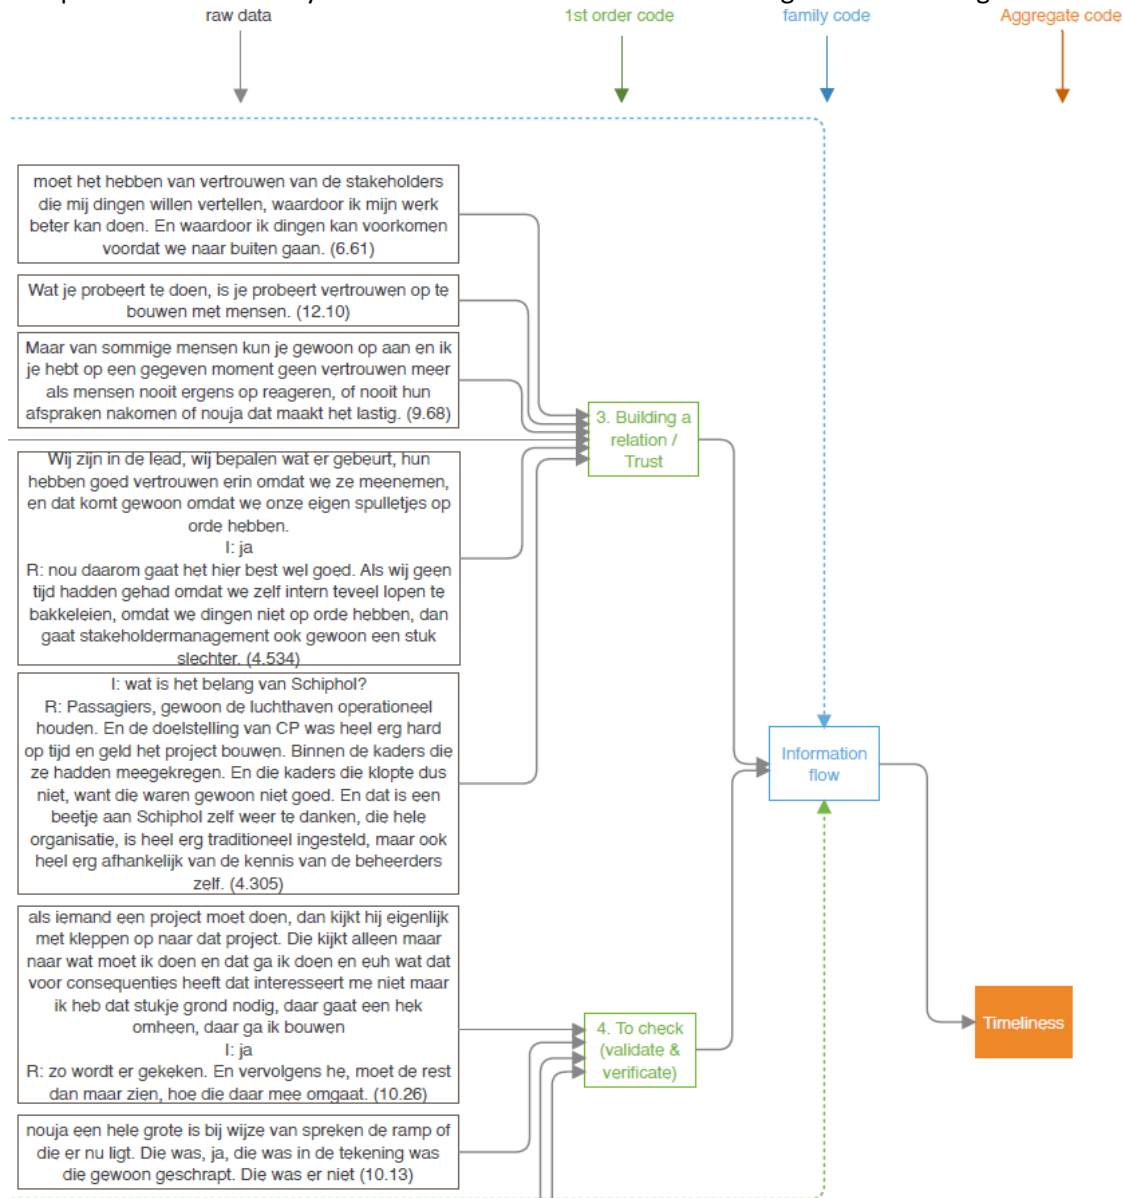 raw data
1st order code
family code
Aggregate code
moet het hebben van vertrouwen van de stakeholders
die mij dingen willen vertellen, waardoor ik mijn werk
beter kan doen. En waardoor ik dingen kan voorkomen
voordat we naar buiten gaan. (6.61)
Wat je probeert te doen, is je probeert vertrouwen op te
bouwen met mensen. (12.10)
Maar van sommige mensen kun je gewoon op aan en ik
je hebt op een gegeven moment geen vertrouwen meer
als mensen nooit ergens op reageren, of nooit hun
afspraken nakomen of nouja dat maakt het lastig. (9.68)
3. Building a
relation /
Trust
Wij zijn in de lead, wij bepalen wat er gebeurt, hun
hebben goed vertrouwen erin omdat we ze meenemen,
en dat komt gewoon omdat we onze eigen spulletjes op
orde hebben.
I: ja
R: nou daarom gaat het hier best wel goed. Als wij geen
tijd hadden gehad omdat we zelf intern teveel lopen te
bakkeleien, omdat we dingen niet op orde hebben, dan
gaat stakeholdermanagement ook gewoon een stuk
slechter. (4.534)
I: wat is het belang van Schiphol?
R: Passagiers, gewoon de luchthaven operationeel
houden. En de doelstelling van CP was heel erg hard
op tijd en geld het project bouwen. Binnen de kaders die
ze hadden meegekregen. En die kaders die klopte dus
niet, want die waren gewoon niet goed. En dat is een
beetje aan Schiphol zelf weer te danken, die hele
organisatie, is heel erg traditioneel ingesteld, maar ook
heel erg afhankelijk van de kennis van de beheerders
zelf. (4.305)
Information
flow
als iemand een project moet doen, dan kijkt hij eigenlijk
met kleppen op naar dat project. Die kijkt alleen maar
naar wat moet ik doen en dat ga ik doen en euh wat dat
voor consequenties heeft dat interesseert me niet maar
ik heb dat stukje grond nodig, daar gaat een hek
omheen, daar ga ik bouwen
I: ja
R: zo wordt er gekeken. En vervolgens he, moet de rest
dan maar zien, hoe die daar mee omgaat. (10.26)
4. To check
(validate &
verificate)
Timeliness
nouja een hele grote is bij wijze van spreken de ramp of
die er nu ligt. Die was, ja, die was in de tekening was
die gewoon geschrapt. Die was er niet (10.13)